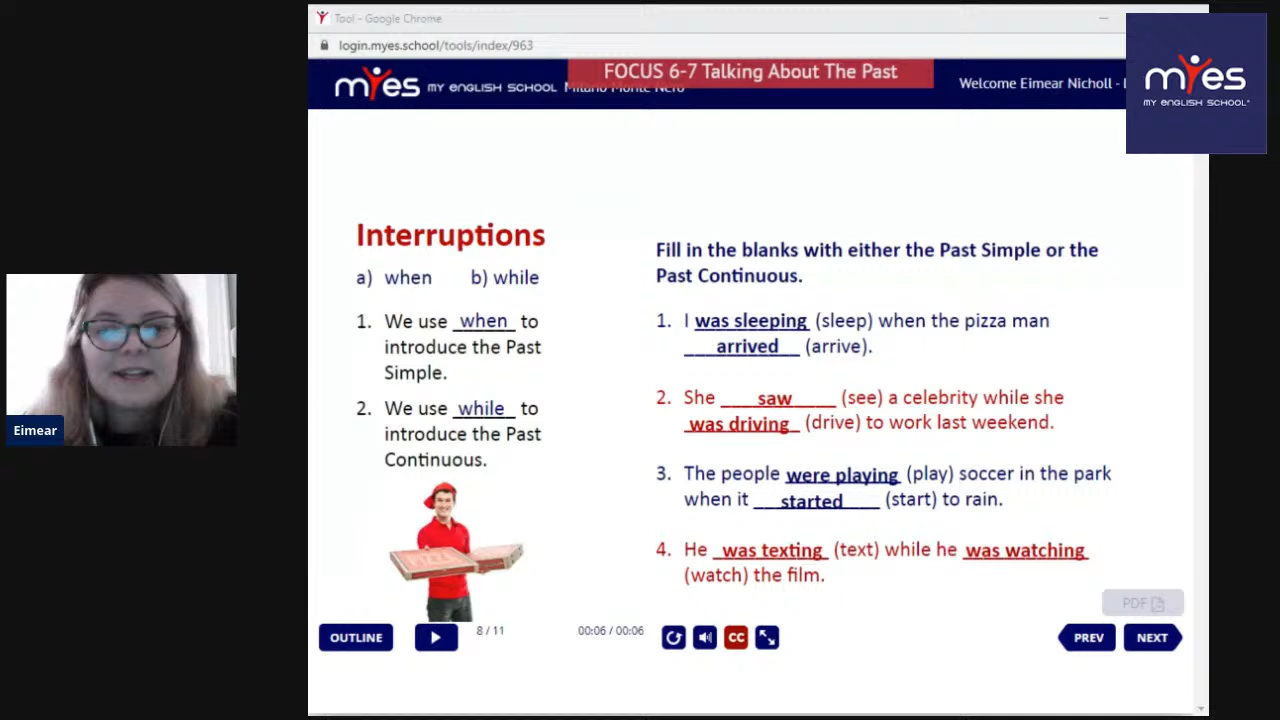 Tool - Google Chrome
login.myes.school/tools/index/963
FOCUS 6-7 Talking About The Past
myes MY ENGLISH SCHOOL Milano Monte Nero
Welcome Eimear Nicholl -
myes
MY ENGLISH SCHOOL
Interruptions
a) when b) while
1. We use when to
introduce the Past
Simple.
2. We use while to
introduce the Past
Continuous.
Fill in the blanks with either the Past Simple or the
Past Continuous.
1. I was sleeping (sleep) when the pizza man
arrived (arrive).
2. She saw (see) a celebrity while she
was driving (drive) to work last weekend.
3. The people were playing (play) soccer in the park
when it started (start) to rain.
4. He was texting (text) while he was watching
(watch) the film.
Eimear
PDF
OUTLINE
8 / 11
00:06 / 00:06
CC
PREV
NEXT